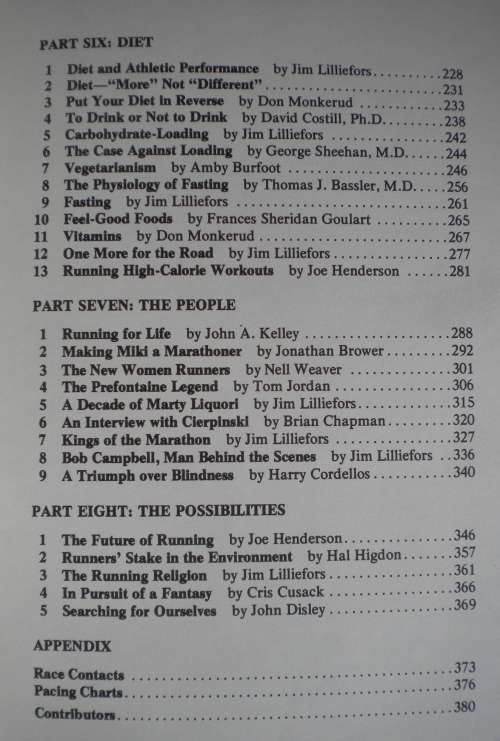 PART SIX: DIET
1 Diet and Athletic Performance by Jim Lilliefors..........228
2 Diet—"More" Not "Different".........................231
3 Put Your Diet in Reverse by Don Monkerud ............233
4 To Drink or Not to Drink by David Costill, Ph.D.........238
5 Carbohydrate-Loading by Jim Lilliefors .................242
6 The Case Against Loading by George Sheehan, M.D......244
7 Vegetarianism by Amby Burfoot ......................246
8 The Physiology of Fasting by Thomas J. Bassler, M.D.....256
9 Fasting by Jim Lilliefors .............................261
10 Feel-Good Foods by Frances Sheridan Goulart ..........265
11 Vitamins by Don Monkerud..........................267
12 One More for the Road by Jim Lilliefors................277
13 Running High-Calorie Workouts by Joe Henderson ......281
PART SEVEN: THE PEOPLE
1 Running for Life by John A. Kelley ....................288
2 Making Miki a Marathoner by Jonathan Brower.........292
3 The New Women Runners by Nell Weaver ..............301
4 The Prefontaine Legend by Tom Jordan ................306
5 A Decade of Marty Liquori by Jim Lilliefors.............315
6 An Interview with Cierpinski by Brian Chapman.........320
7 Kings of the Marathon by Jim Lilliefors ................327
8 Bob Campbell, Man Behind the Scenes by Jim Lilliefors ..336
9 A Triumph over Blindness by Harry Cordellos ...........340
PART EIGHT: THE POSSIBILITIES
1 The Future of Running by Joe Henderson...............346
2 Runners' Stake in the Environment by Hal Higdon.......357
3 The Running Religion by Jim Lilliefors.................361
4 In Pursuit of a Fantasy by Cris Cusack .................366
5 Searching for Ourselves by John Disley .................369
APPENDIX
Race Contacts .......................................373
Pacing Charts........................................376
Contributors.........................................380